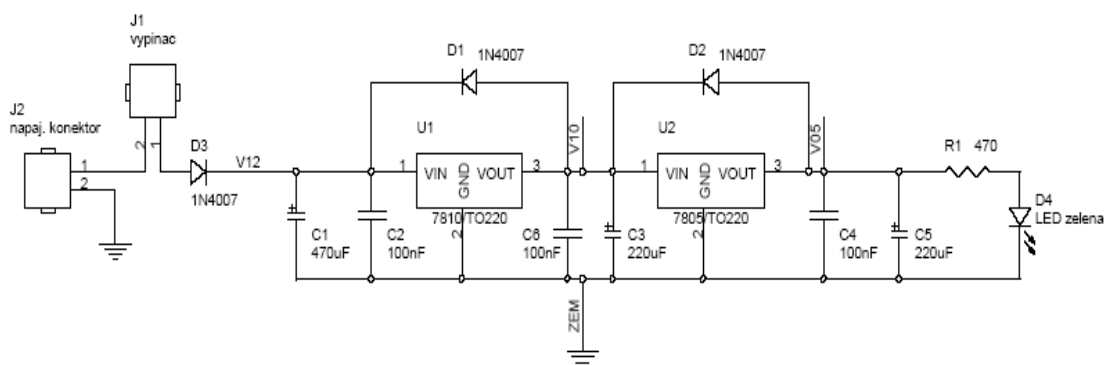 J1
vypinac
J2
napaj. konektor
1
2
2
1
D3
1N4007
V12
D1
1N4007
U1
1
VIN
GND
VOUT
3
7810/TO220
2
C1
470uF
C2
100nF
C6
100nF
V10
C3
220uF
ZEM
D2
1N4007
U2
1
VIN
GND
VOUT
3
7805/TO220
2
V05
C4
100nF
C5
220uF
R1 470
D4
LED zelena